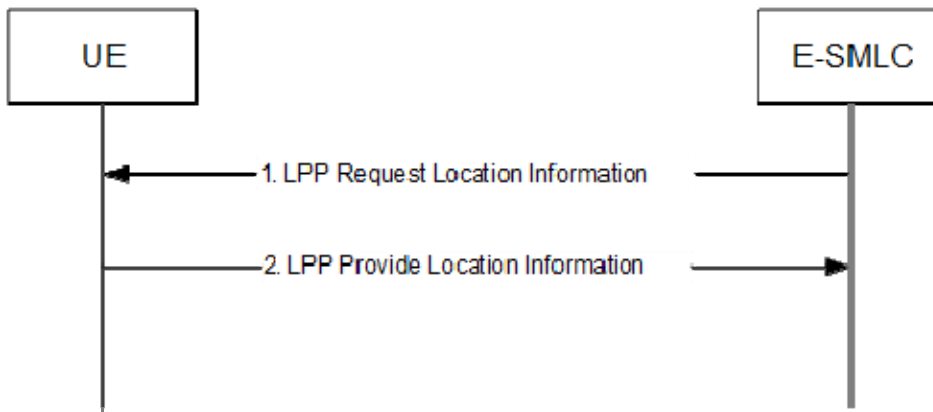 UE
E-SMLC
1. LPP Request Location Information
2. LPP Provide Location Information